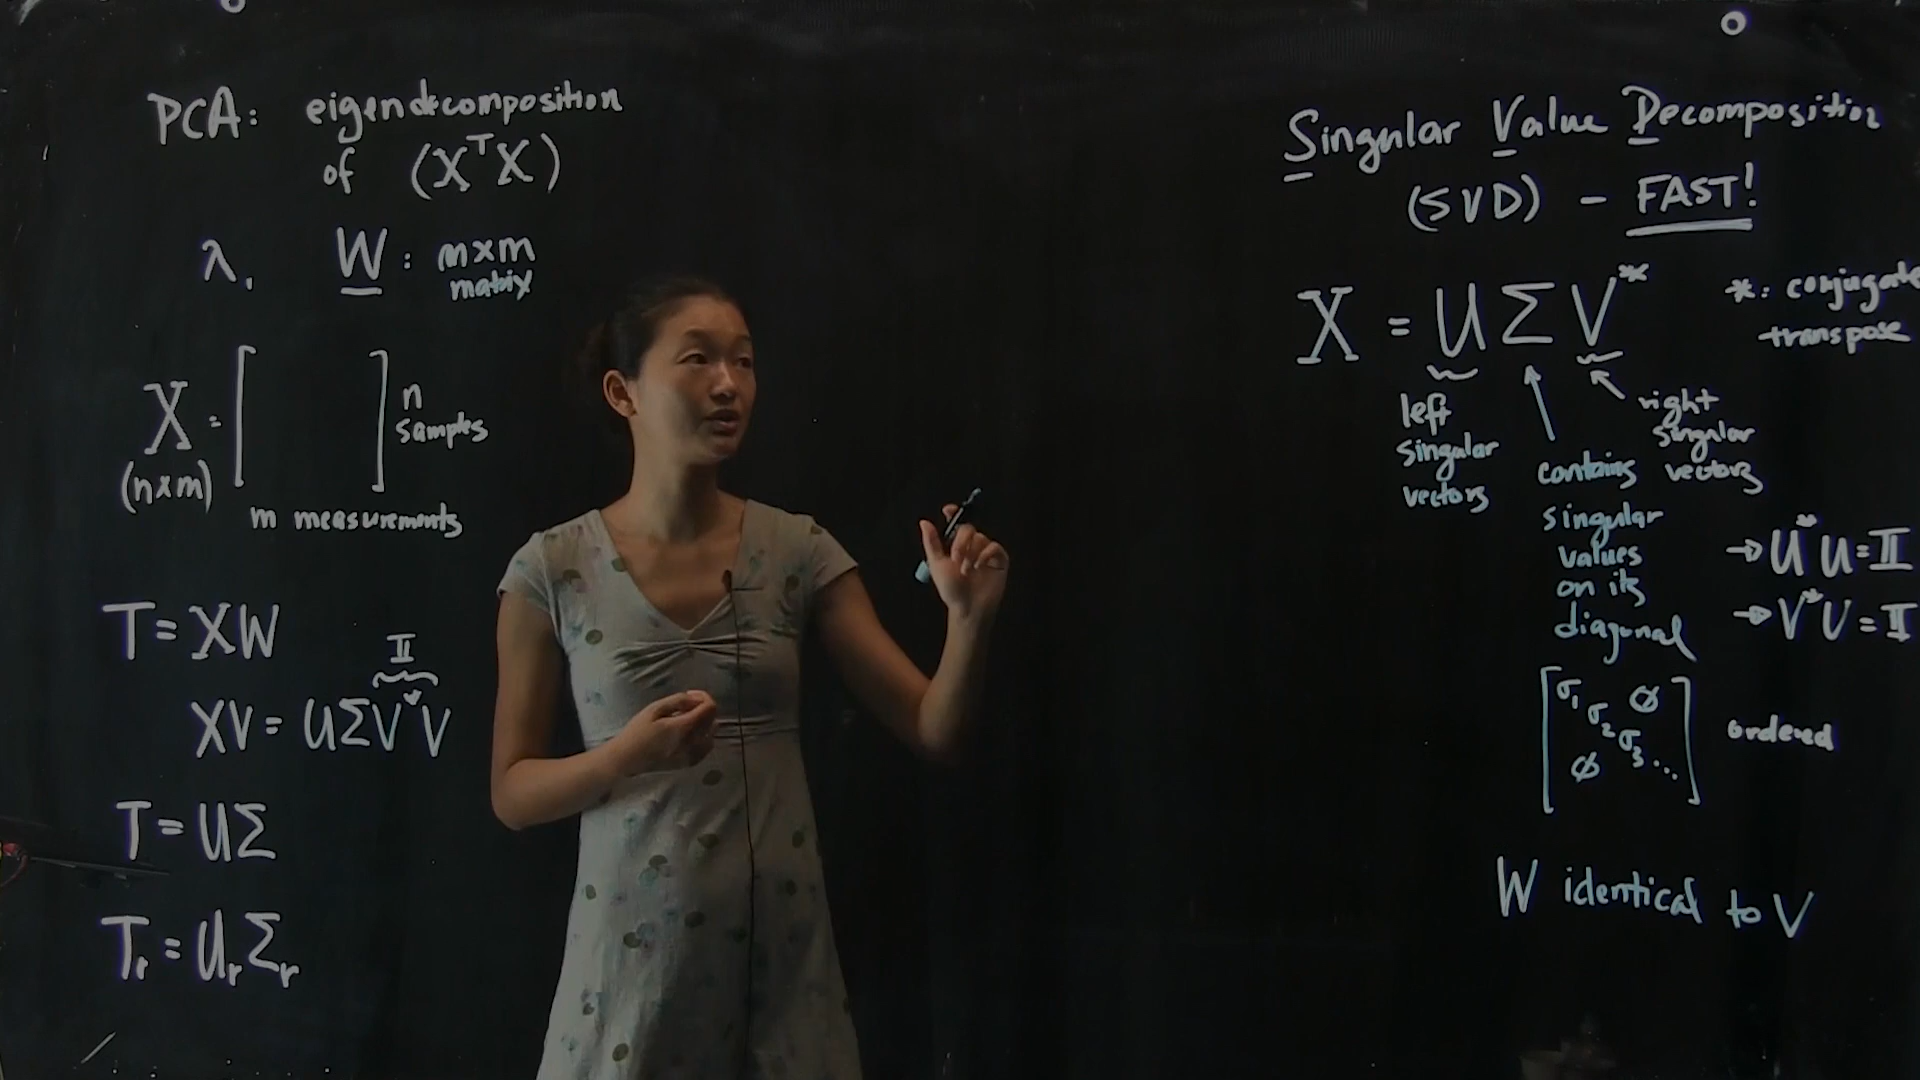 PCA: eigendecomposition
of (XᵀX)
λ, W: m×m
matrix
X = [ ] n
samples
(n×m)
m measurements
T = XW
𝕀
XV = UΣV*V
T = UΣ
Tᵣ = UᵣΣᵣ
Singular Value Decomposition
(SVD) – FAST!
X = UΣV*
*: conjugate
transpose
left
singular
vectors
contains
singular
values
on its
diagonal
right
singular
vectors
→ U*U = 𝕀
→ V*V = 𝕀
σ₁ ∅
σ₂
∅ σ₃ ...
ordered
W identical to V